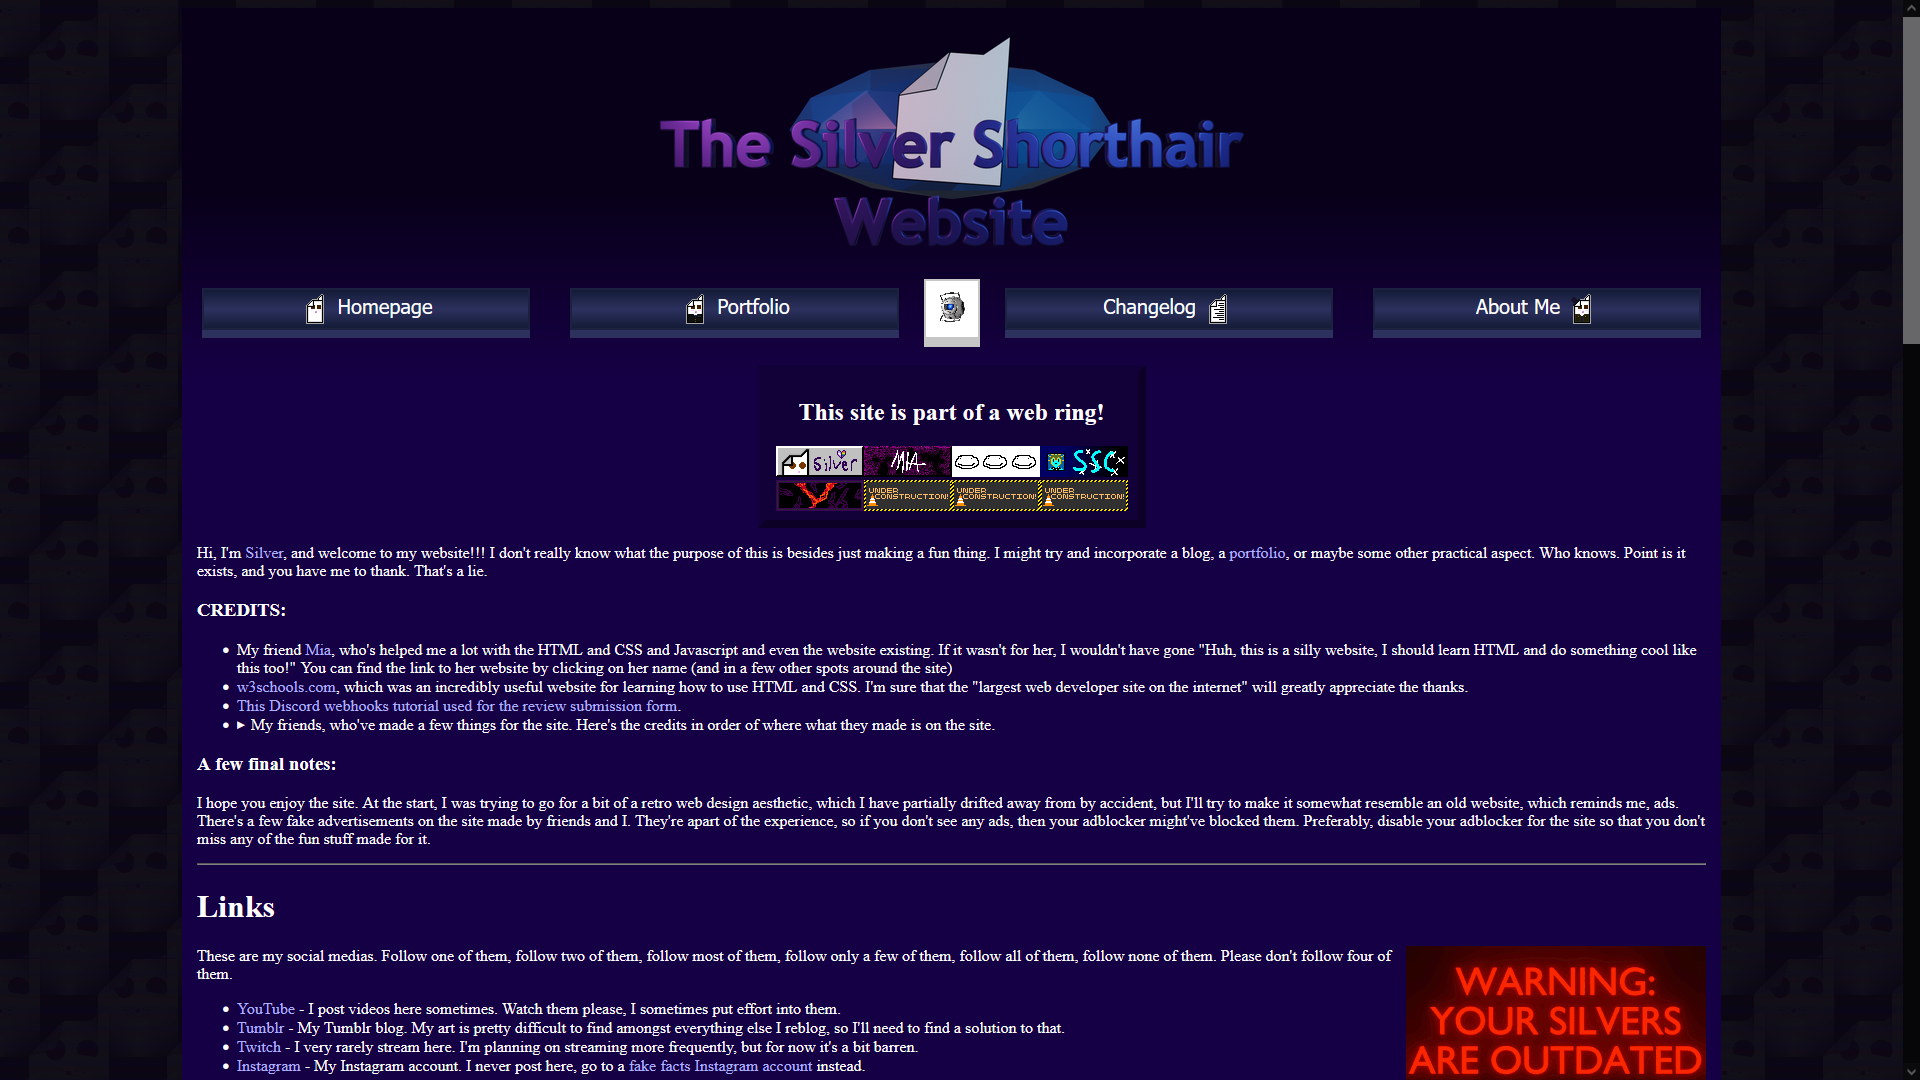 The Silver Shorthair
Website
Homepage
Portfolio
Changelog
About Me
This site is part of a web ring!
Silver
MIA
SSC
UNDER CONSTRUCTION!
UNDER CONSTRUCTION!
UNDER CONSTRUCTION!
Hi, I'm Silver, and welcome to my website!!! I don't really know what the purpose of this is besides just making a fun thing. I might try and incorporate a blog, a portfolio, or maybe some other practical aspect. Who knows. Point is it
exists, and you have me to thank. That's a lie.
CREDITS:
My friend Mia, who's helped me a lot with the HTML and CSS and Javascript and even the website existing. If it wasn't for her, I wouldn't have gone "Huh, this is a silly website, I should learn HTML and do something cool like
this too!" You can find the link to her website by clicking on her name (and in a few other spots around the site)
w3schools.com, which was an incredibly useful website for learning how to use HTML and CSS. I'm sure that the "largest web developer site on the internet" will greatly appreciate the thanks.
This Discord webhooks tutorial used for the review submission form.
My friends, who've made a few things for the site. Here's the credits in order of where what they made is on the site.
A few final notes:
I hope you enjoy the site. At the start, I was trying to go for a bit of a retro web design aesthetic, which I have partially drifted away from by accident, but I'll try to make it somewhat resemble an old website, which reminds me, ads.
There's a few fake advertisements on the site made by friends and I. They're apart of the experience, so if you don't see any ads, then your adblocker might've blocked them. Preferably, disable your adblocker for the site so that you don't
miss any of the fun stuff made for it.
Links
These are my social medias. Follow one of them, follow two of them, follow most of them, follow only a few of them, follow all of them, follow none of them. Please don't follow four of
them.
YouTube - I post videos here sometimes. Watch them please, I sometimes put effort into them.
Tumblr - My Tumblr blog. My art is pretty difficult to find amongst everything else I reblog, so I'll need to find a solution to that.
Twitch - I very rarely stream here. I'm planning on streaming more frequently, but for now it's a bit barren.
Instagram - My Instagram account. I never post here, go to a fake facts Instagram account instead.
WARNING:
YOUR SILVERS
ARE OUTDATED